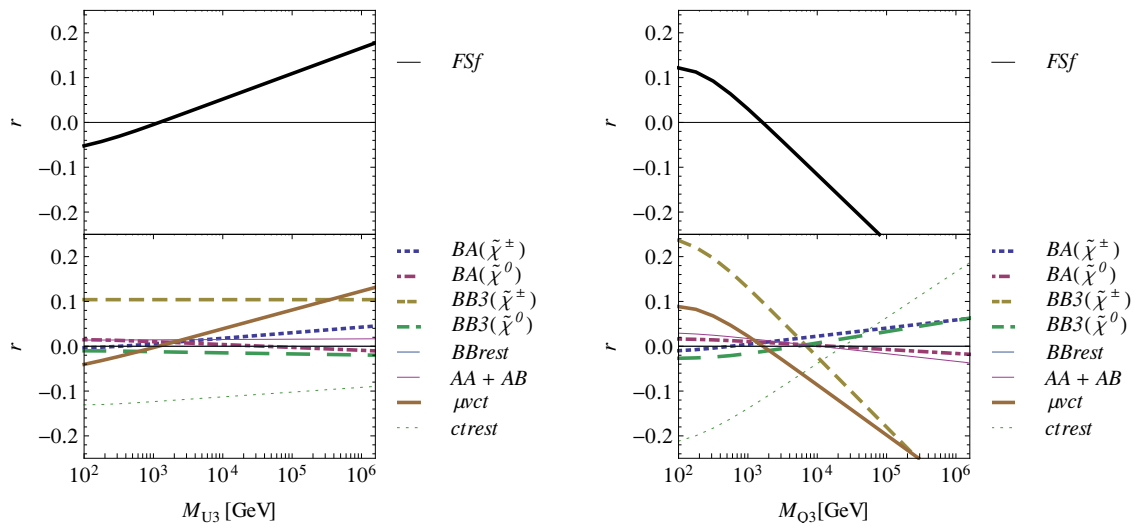 0.2
0.1
0.0
−0.1
−0.2
r
FSf
0.2
0.1
0.0
−0.1
−0.2
r
10² 10³ 10⁴ 10⁵ 10⁶
M_U3 [GeV]
BA(χ̃^±)
BA(χ̃^0)
BB3(χ̃^±)
BB3(χ̃^0)
BBrest
AA + AB
μvct
ctrest
0.2
0.1
0.0
−0.1
−0.2
r
FSf
0.2
0.1
0.0
−0.1
−0.2
r
10² 10³ 10⁴ 10⁵ 10⁶
M_Q3 [GeV]
BA(χ̃^±)
BA(χ̃^0)
BB3(χ̃^±)
BB3(χ̃^0)
BBrest
AA + AB
μvct
ctrest